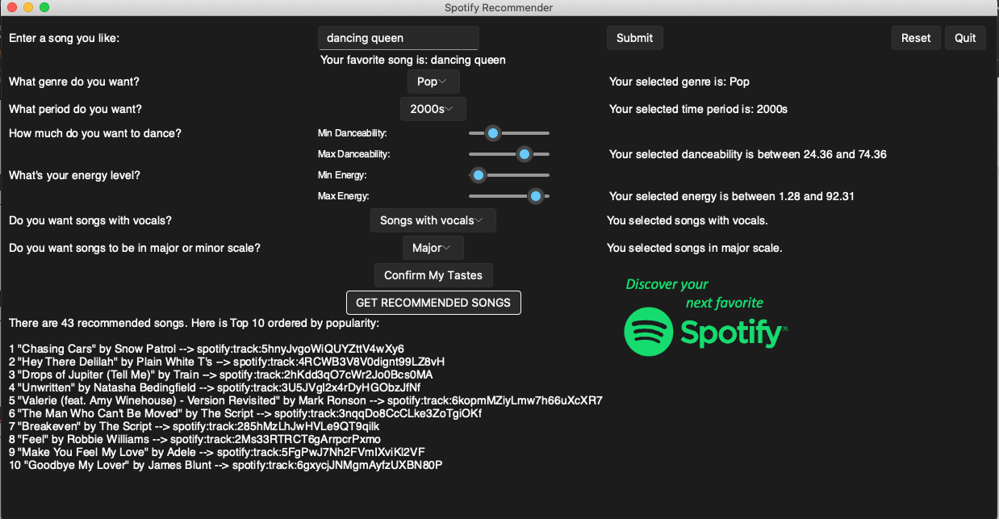 Spotify Recommender
Enter a song you like: dancing queen Submit Reset Quit
Your favorite song is: dancing queen
What genre do you want? Pop Your selected genre is: Pop
What period do you want? 2000s Your selected time period is: 2000s
How much do you want to dance? Min Danceability:
Max Danceability: Your selected danceability is between 24.36 and 74.36
What's your energy level? Min Energy:
Max Energy: Your selected energy is between 1.28 and 92.31
Do you want songs with vocals? Songs with vocals You selected songs with vocals.
Do you want songs to be in major or minor scale? Major You selected songs in major scale.
Confirm My Tastes
Discover your
next favorite
GET RECOMMENDED SONGS
Spotify®
There are 43 recommended songs. Here is Top 10 ordered by popularity:
1 "Chasing Cars" by Snow Patrol --> spotify:track:5hnyJvgoWiQUYZttV4wXy6
2 "Hey There Delilah" by Plain White T's --> spotify:track:4RCWB3V8V0dignt99LZ8vH
3 "Drops of Jupiter (Tell Me)" by Train --> spotify:track:2hKdd3qO7cWr2Jo0Bcs0MA
4 "Unwritten" by Natasha Bedingfield --> spotify:track:3U5JVgI2x4rDyHGObzJfNf
5 "Valerie (feat. Amy Winehouse) - Version Revisited" by Mark Ronson --> spotify:track:6kopmMZiyLmw7h66uXcXR7
6 "The Man Who Can't Be Moved" by The Script --> spotify:track:3nqqDo8CcCLke3ZoTgiOKf
7 "Breakeven" by The Script --> spotify:track:285hMzLhJwHVLe9QT9qilk
8 "Feel" by Robbie Williams --> spotify:track:2Ms33RTRCT6gArrpcrPxmo
9 "Make You Feel My Love" by Adele --> spotify:track:5FgPwJ7Nh2FVmIXviKl2VF
10 "Goodbye My Lover" by James Blunt --> spotify:track:6gxycjJNMgmAyfzUXBN80P